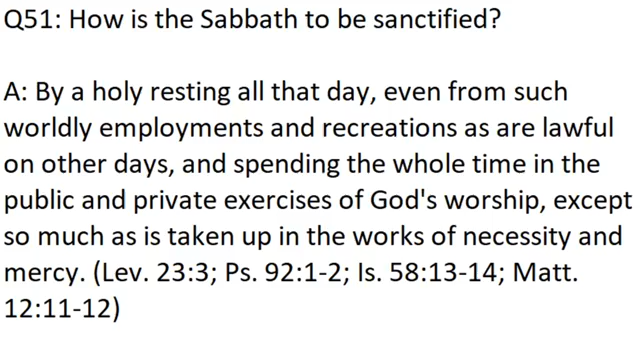 Q51: How is the Sabbath to be sanctified?
A: By a holy resting all that day, even from such
worldly employments and recreations as are lawful
on other days, and spending the whole time in the
public and private exercises of God's worship, except
so much as is taken up in the works of necessity and
mercy. (Lev. 23:3; Ps. 92:1-2; Is. 58:13-14; Matt.
12:11-12)